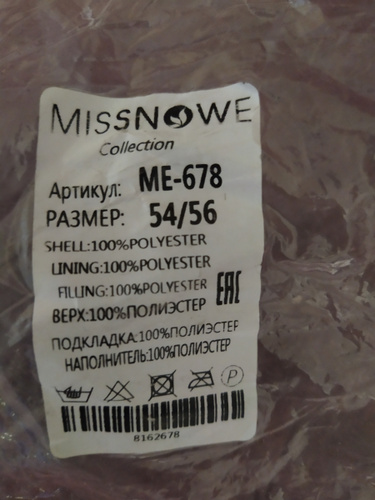 MISSNOWE
Collection
Артикул: ME-678
РАЗМЕР: 54/56
SHELL:100%POLYESTER
LINING:100%POLYESTER
FILLING:100%POLYESTER
EAC
ВЕРХ:100%ПОЛИЭСТЕР
ПОДКЛАДКА:100%ПОЛИЭСТЕР
НАПОЛНИТЕЛЬ:100%ПОЛИЭСТЕР
P
8162678